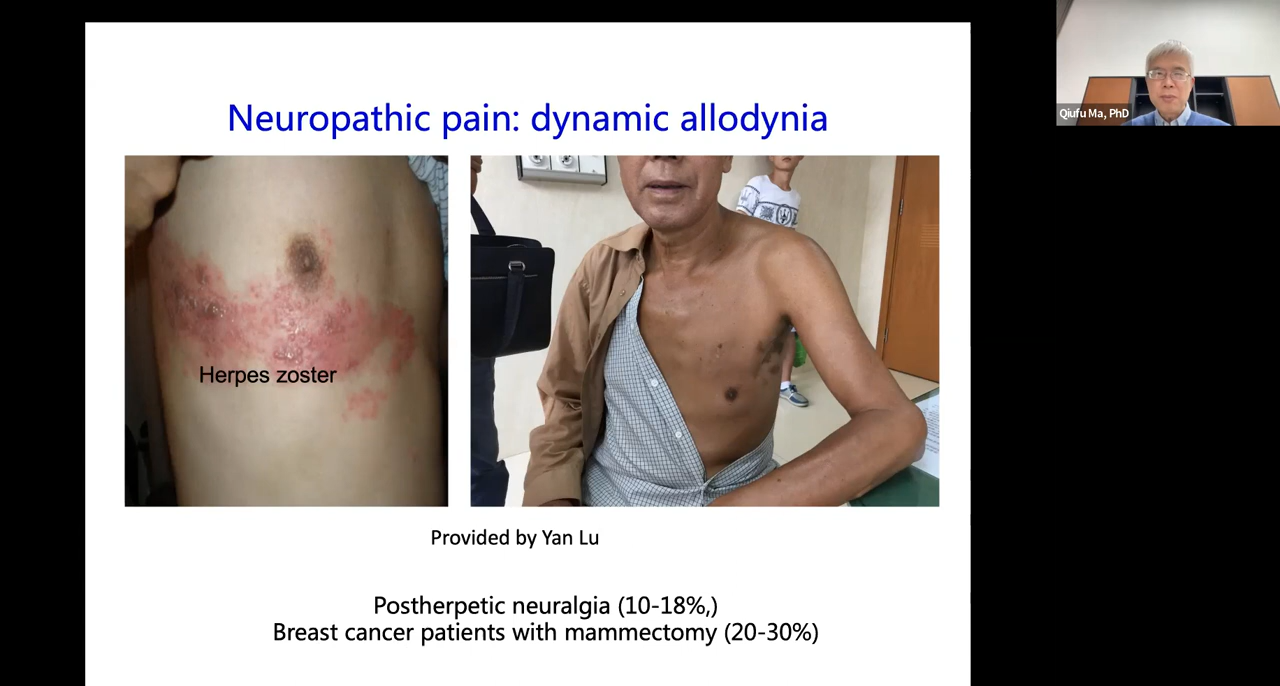 Neuropathic pain: dynamic allodynia
Qiufu Ma, PhD
Herpes zoster
Provided by Yan Lu
Postherpetic neuralgia (10-18%,)
Breast cancer patients with mammectomy (20-30%)